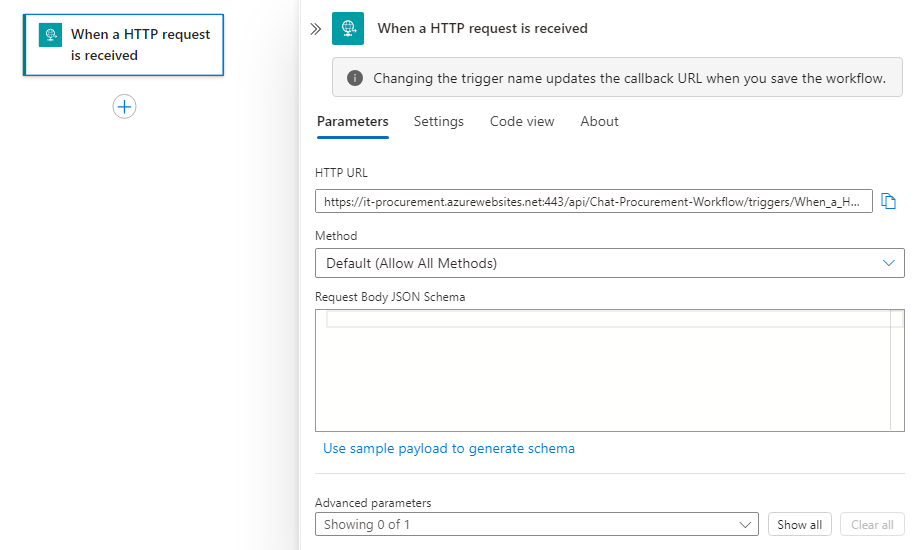 When a HTTP request
is received
When a HTTP request is received
Changing the trigger name updates the callback URL when you save the workflow.
Parameters Settings Code view About
HTTP URL
https://it-procurement.azurewebsites.net:443/api/Chat-Procurement-Workflow/triggers/When_a_H...
Method
Default (Allow All Methods)
Request Body JSON Schema
Use sample payload to generate schema
Advanced parameters
Showing 0 of 1 Show all Clear all